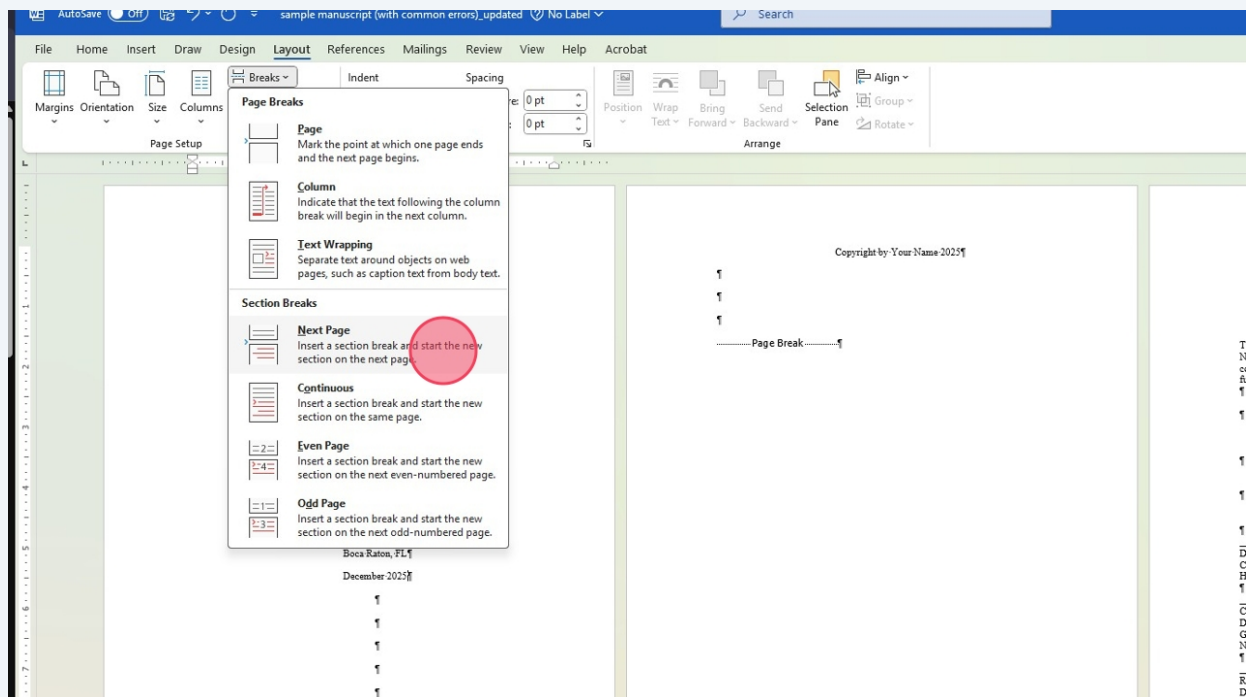 AutoSave Off sample manuscript (with common errors)_updated No Label Search
File Home Insert Draw Design Layout References Mailings Review View Help Acrobat
Margins Orientation Size Columns Breaks Indent Spacing
0 pt
0 pt
Position Wrap Text Bring Forward Send Backward Selection Pane Align
Group
Rotate
Page Setup Arrange
Page Breaks
Page
Mark the point at which one page ends
and the next page begins.
Column
Indicate that the text following the column
break will begin in the next column.
Text Wrapping
Separate text around objects on web
pages, such as caption text from body text.
Section Breaks
Next Page
Insert a section break and start the new
section on the next page.
Continuous
Insert a section break and start the new
section on the same page.
Even Page
Insert a section break and start the new
section on the next even-numbered page.
Odd Page
Insert a section break and start the new
section on the next odd-numbered page.
Boca·Raton,·FL¶
December·2025¶
¶
¶
¶
¶
¶
Copyright·by·Your·Name·2025¶
¶
¶
¶
Page Break¶